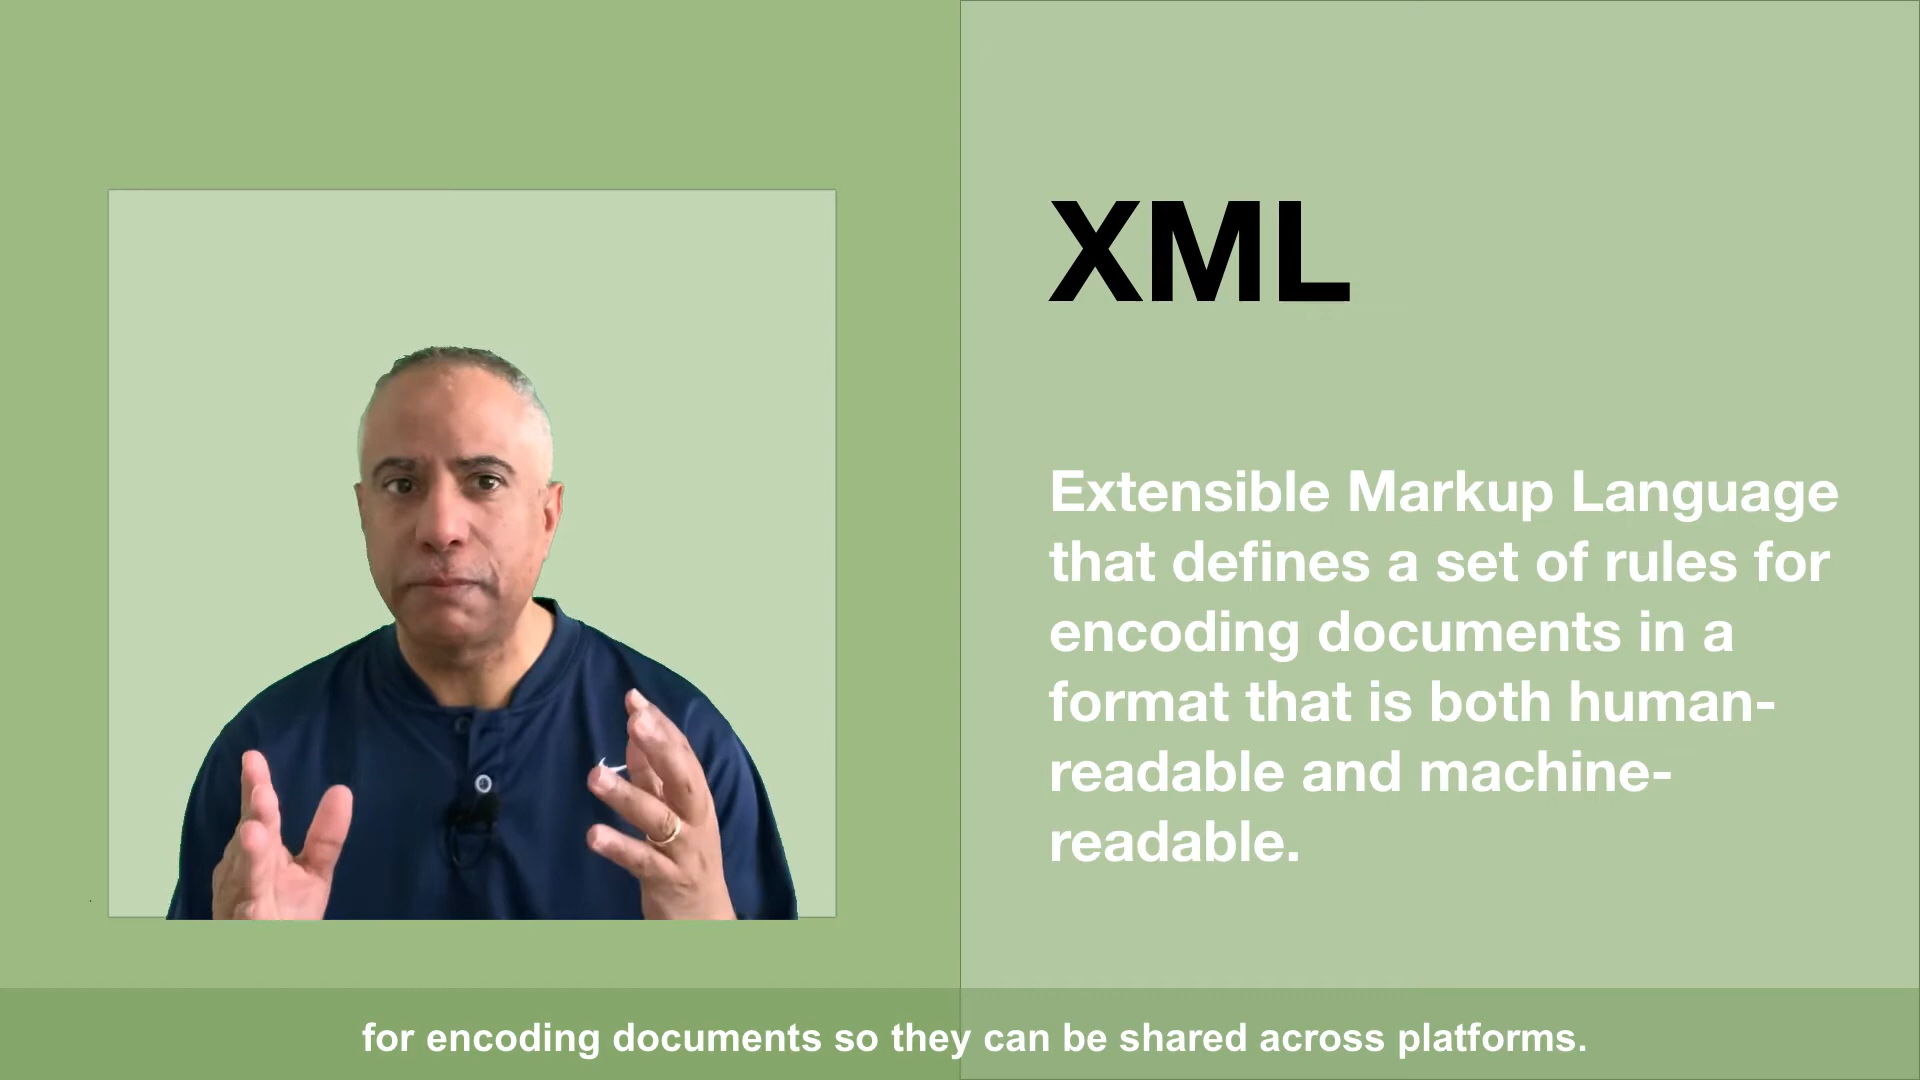 XML
Extensible Markup Language
that defines a set of rules for
encoding documents in a
format that is both human-
readable and machine-
readable.
for encoding documents so they can be shared across platforms.